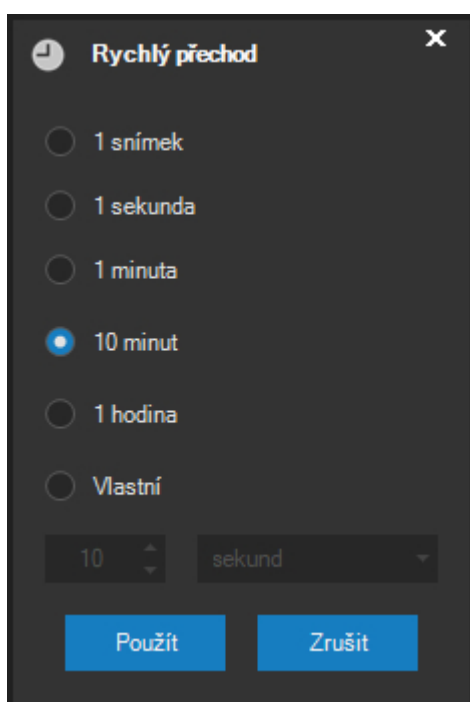 Rychlý přechod
1 snímek
1 sekunda
1 minuta
10 minut
1 hodina
Vlastní
10 sekund
Použít Zrušit